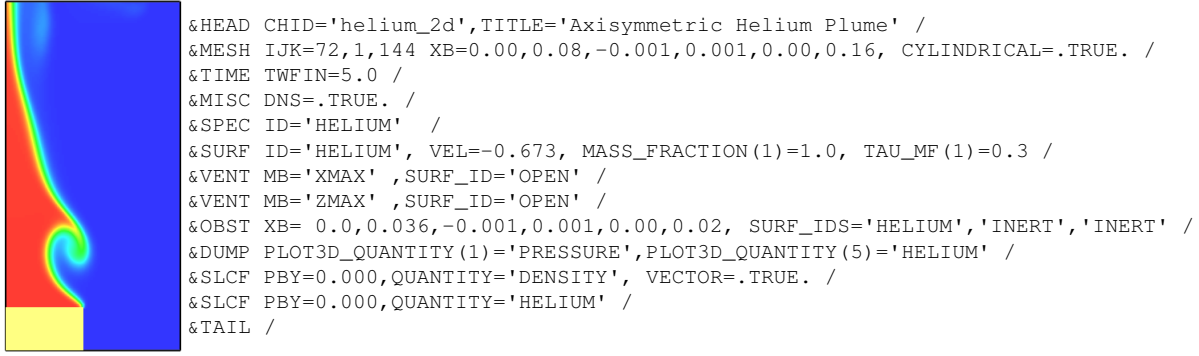 &HEAD CHID='helium_2d',TITLE='Axisymmetric Helium Plume' /
&MESH IJK=72,1,144 XB=0.00,0.08,-0.001,0.001,0.00,0.16, CYLINDRICAL=.TRUE. /
&TIME TWFIN=5.0 /
&MISC DNS=.TRUE. /
&SPEC ID='HELIUM'  /
&SURF ID='HELIUM', VEL=-0.673, MASS_FRACTION(1)=1.0, TAU_MF(1)=0.3 /
&VENT MB='XMAX' ,SURF_ID='OPEN' /
&VENT MB='ZMAX' ,SURF_ID='OPEN' /
&OBST XB= 0.0,0.036,-0.001,0.001,0.00,0.02, SURF_IDS='HELIUM','INERT','INERT' /
&DUMP PLOT3D_QUANTITY(1)='PRESSURE',PLOT3D_QUANTITY(5)='HELIUM' /
&SLCF PBY=0.000,QUANTITY='DENSITY', VECTOR=.TRUE. /
&SLCF PBY=0.000,QUANTITY='HELIUM' /
&TAIL /